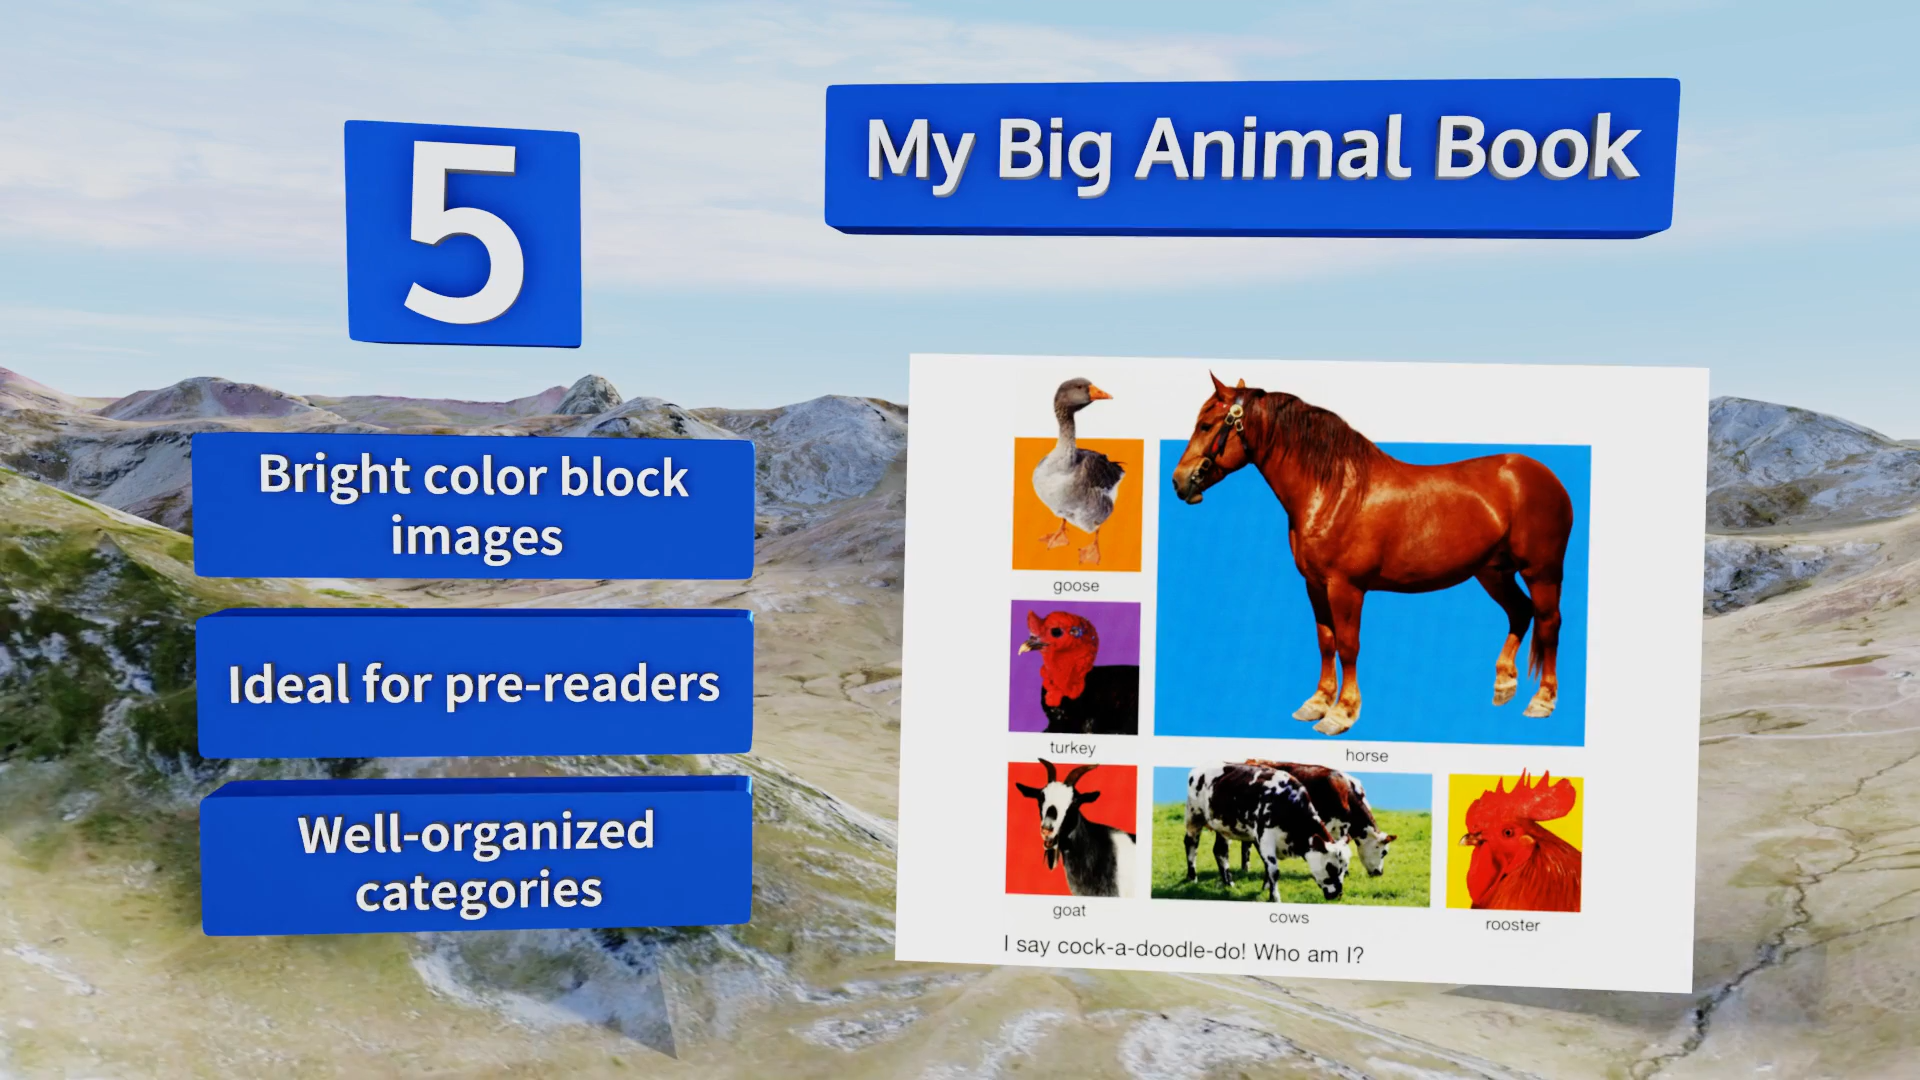 5
My Big Animal Book
Bright color block
images
Ideal for pre-readers
Well-organized
categories
goose
turkey
horse
goat
cows
rooster
I say cock-a-doodle-do! Who am I?